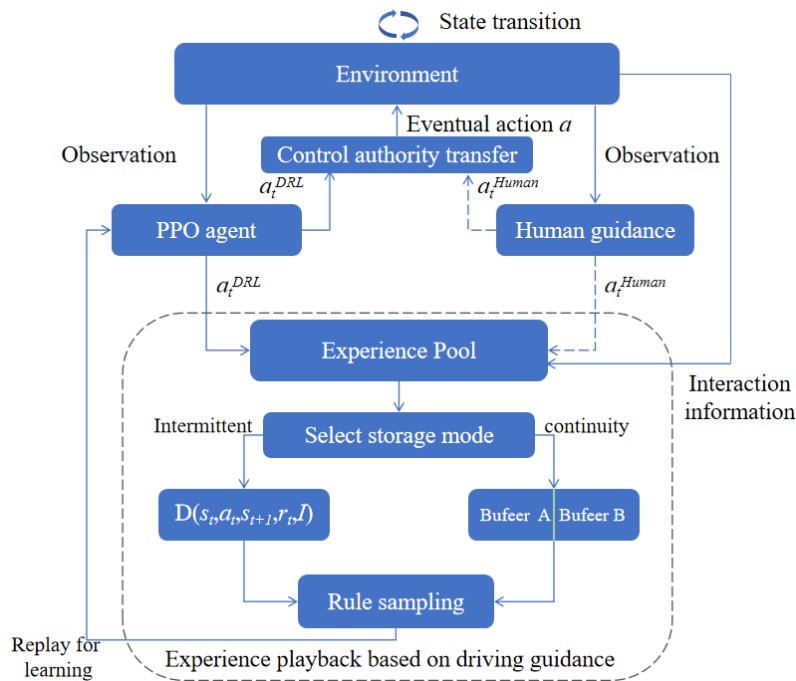 State transition
Environment
Eventual action a
Observation
Control authority transfer
Observation
a_t^{DRL}
a_t^{Human}
PPO agent
Human guidance
a_t^{DRL}
a_t^{Human}
Experience Pool
Interaction
information
Intermittent
Select storage mode
continuity
D(s_t,a_t,s_{t+1},r_t,I)
Bufeer A
Bufeer B
Rule sampling
Replay for
learning
Experience playback based on driving guidance